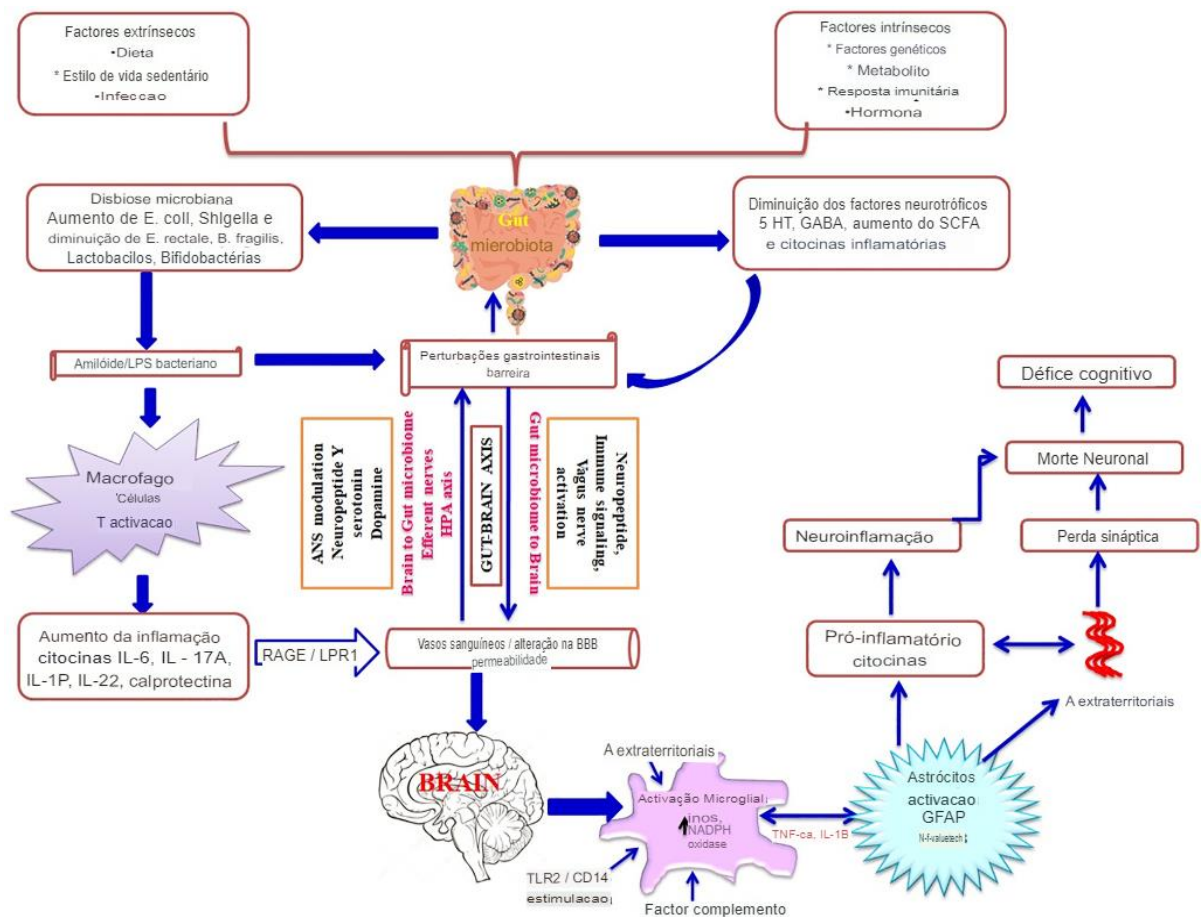 Factores extrínsecos
•Dieta
* Estilo de vida sedentário
•Infeccao
Factores intrínsecos
* Factores genéticos
* Metabolito
* Resposta imunitária
•Hormona
Disbiose microbiana
Aumento de E. coll, Shlgella e
diminuição de E. rectale, B. fragilis,
Lactobacilos, Bifidobactérias
Gut
mierobiota
Diminuição dos factores neurotróficos
5 HT, GABA, aumento do SCFA
e citocinas inflamatórias
Amilóide/LPS bacteriano
Perturbações gastrointestinais
barreira
Défice cognitivo
Macrofago
'Células
T activacao
ANS modulation
Neuropeptide Y
serotonin
Dopamine
Brain to Gut microbiome
Efferent nerves
HPA axis
GUT-BRAIN AXIS
Gut microbiome to Brain
Neuropeptide,
Immune signaling,
Vagus nerve
activation
Morte Neuronal
Neuroinflamação
Perda sináptica
Aumento da inflamação
citocinas IL-6, IL - 17A,
IL-1P, IL-22, calprotectina
RAGE / LPR1
Vasos sanguíneos / alteração na BBB
permeabilidade
Pró-inflamatório
citocinas
A extraterritoriais
BRAIN
A extraterritoriais
Activação Microglial
inos,
NADPH
oxidase
TNF-ca, IL-1B
Astrócitos
activacao
GFAP
TLR2 / CD14
estimulacao
Factor complemento